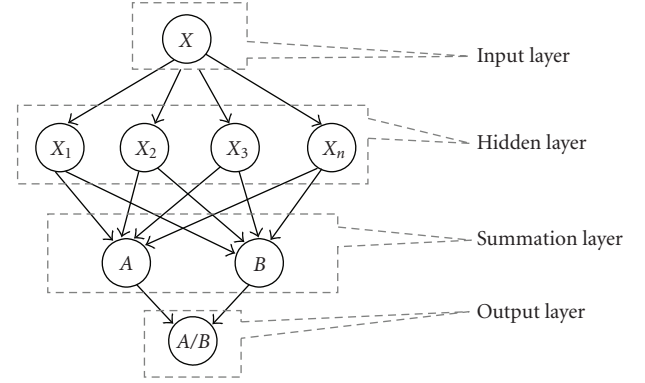 X
Input layer
X₁ X₂ X₃ Xₙ
Hidden layer
A B
Summation layer
Output layer
A/B